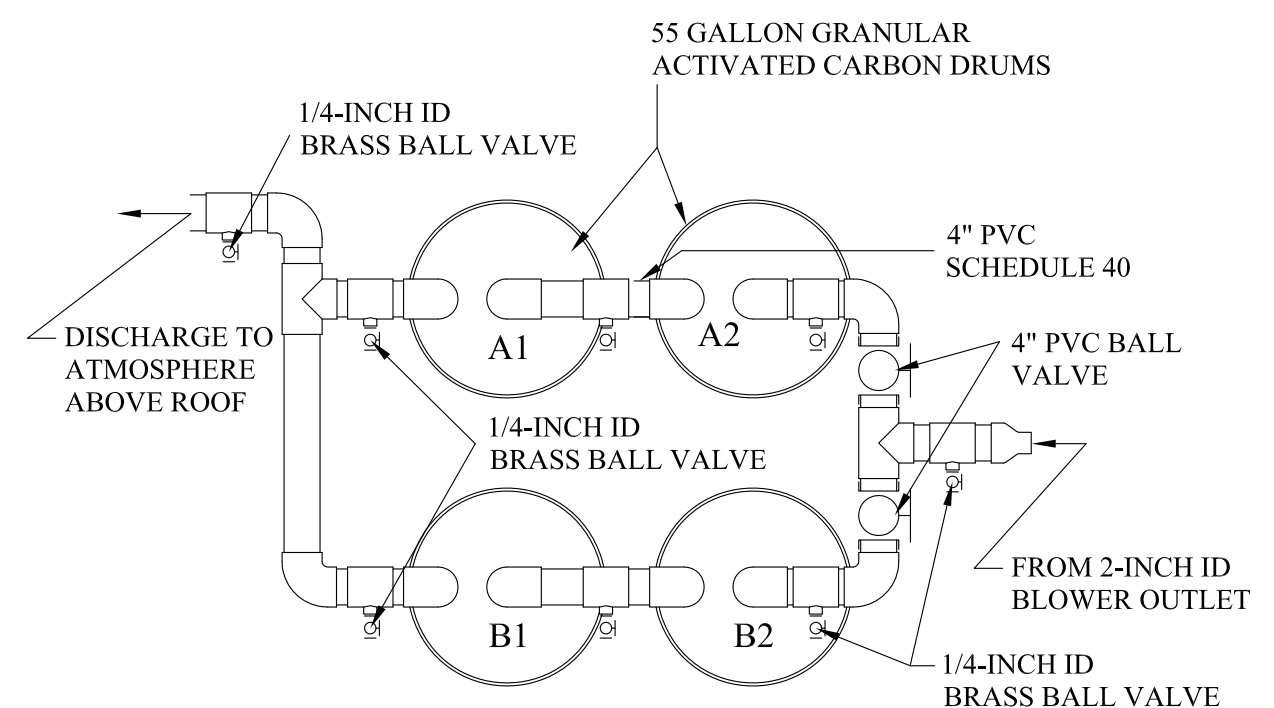 55 GALLON GRANULAR
ACTIVATED CARBON DRUMS
1/4-INCH ID
BRASS BALL VALVE
4" PVC
SCHEDULE 40
DISCHARGE TO
ATMOSPHERE
ABOVE ROOF
A1
A2
4" PVC BALL
VALVE
1/4-INCH ID
BRASS BALL VALVE
FROM 2-INCH ID
BLOWER OUTLET
B1
B2
1/4-INCH ID
BRASS BALL VALVE